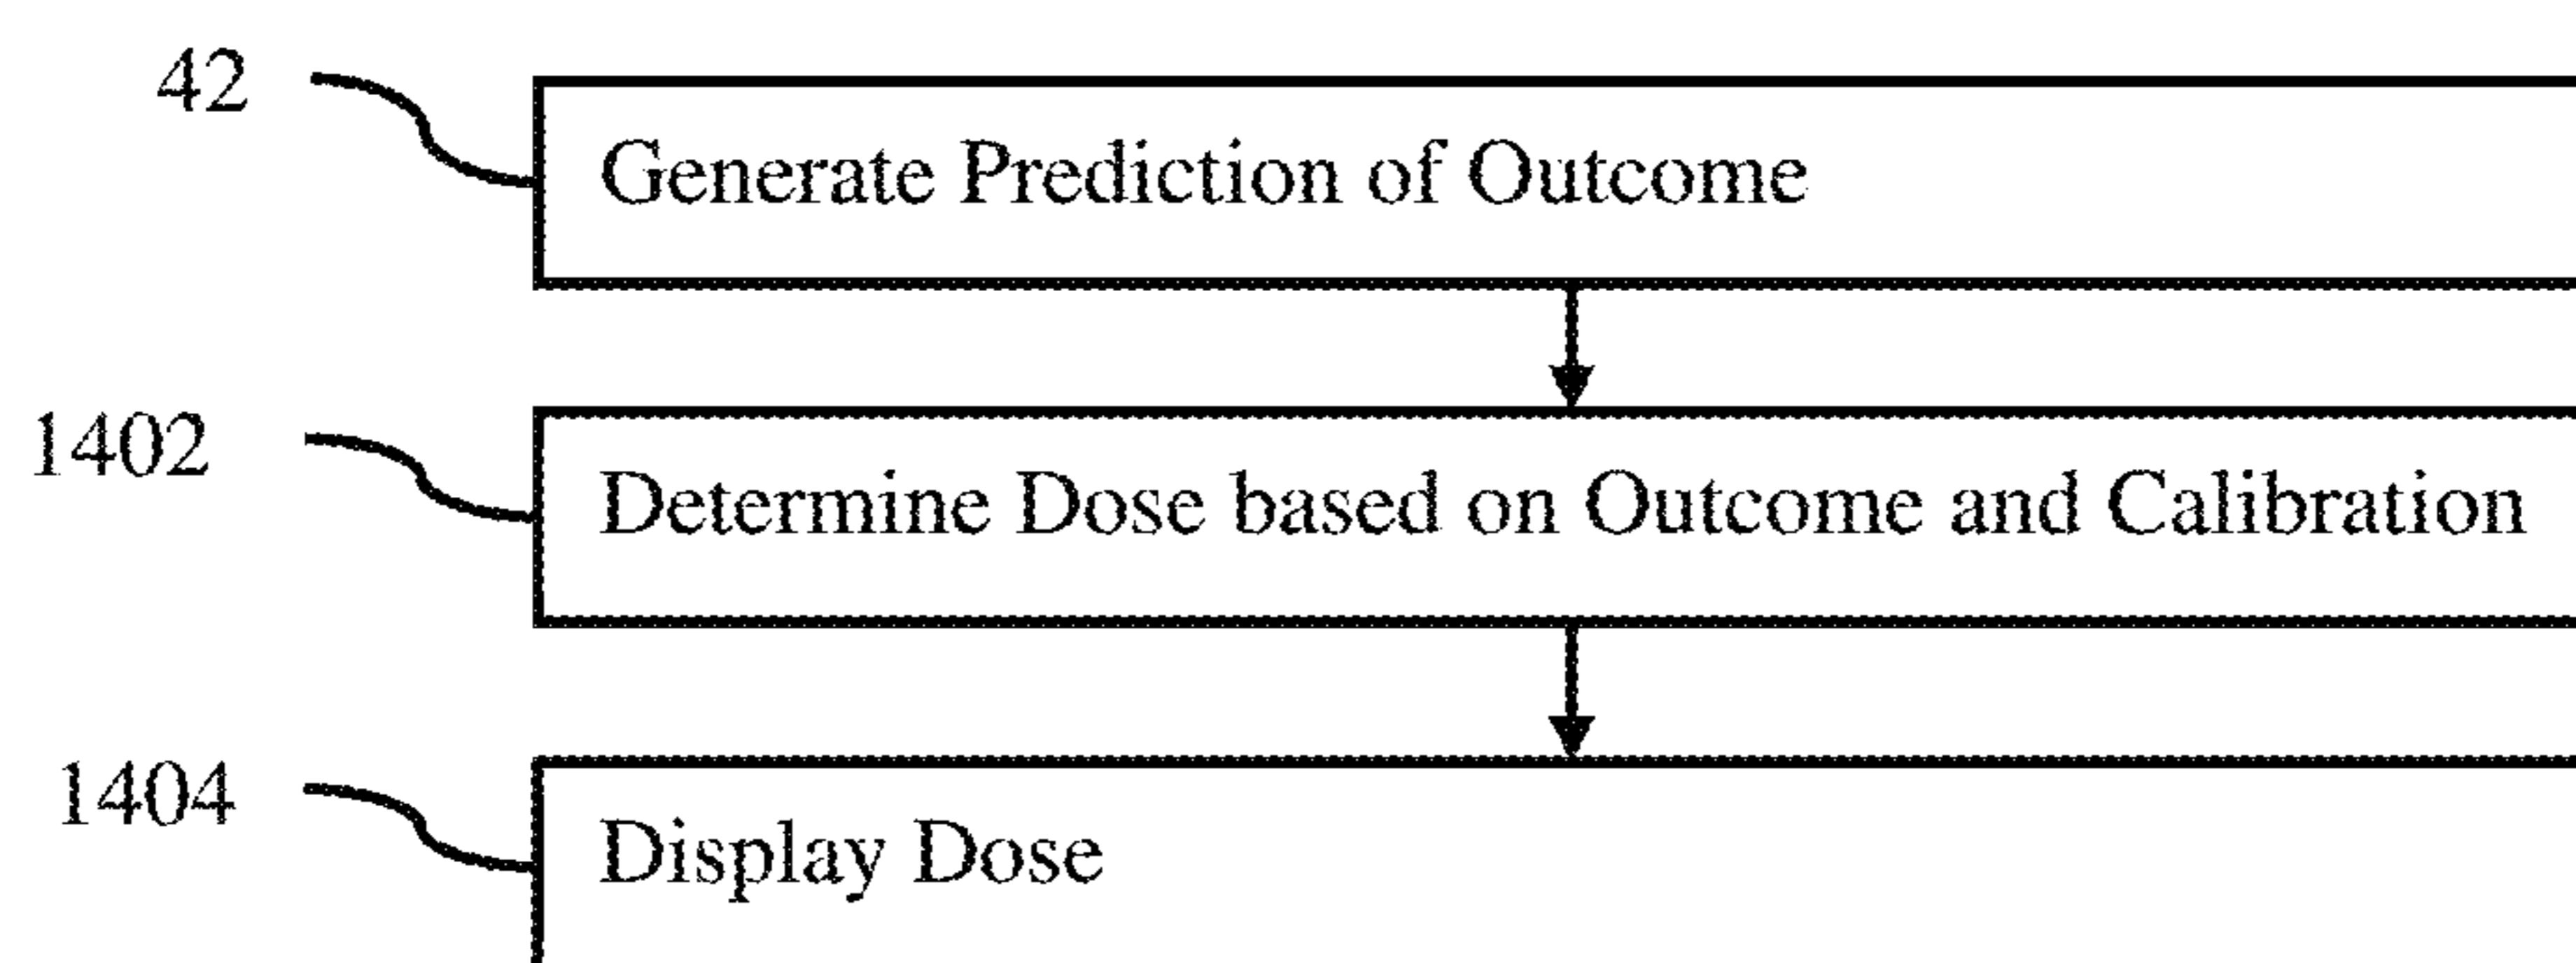 42
Generate Prediction of Outcome
1402
Determine Dose based on Outcome and Calibration
1404
Display Dose